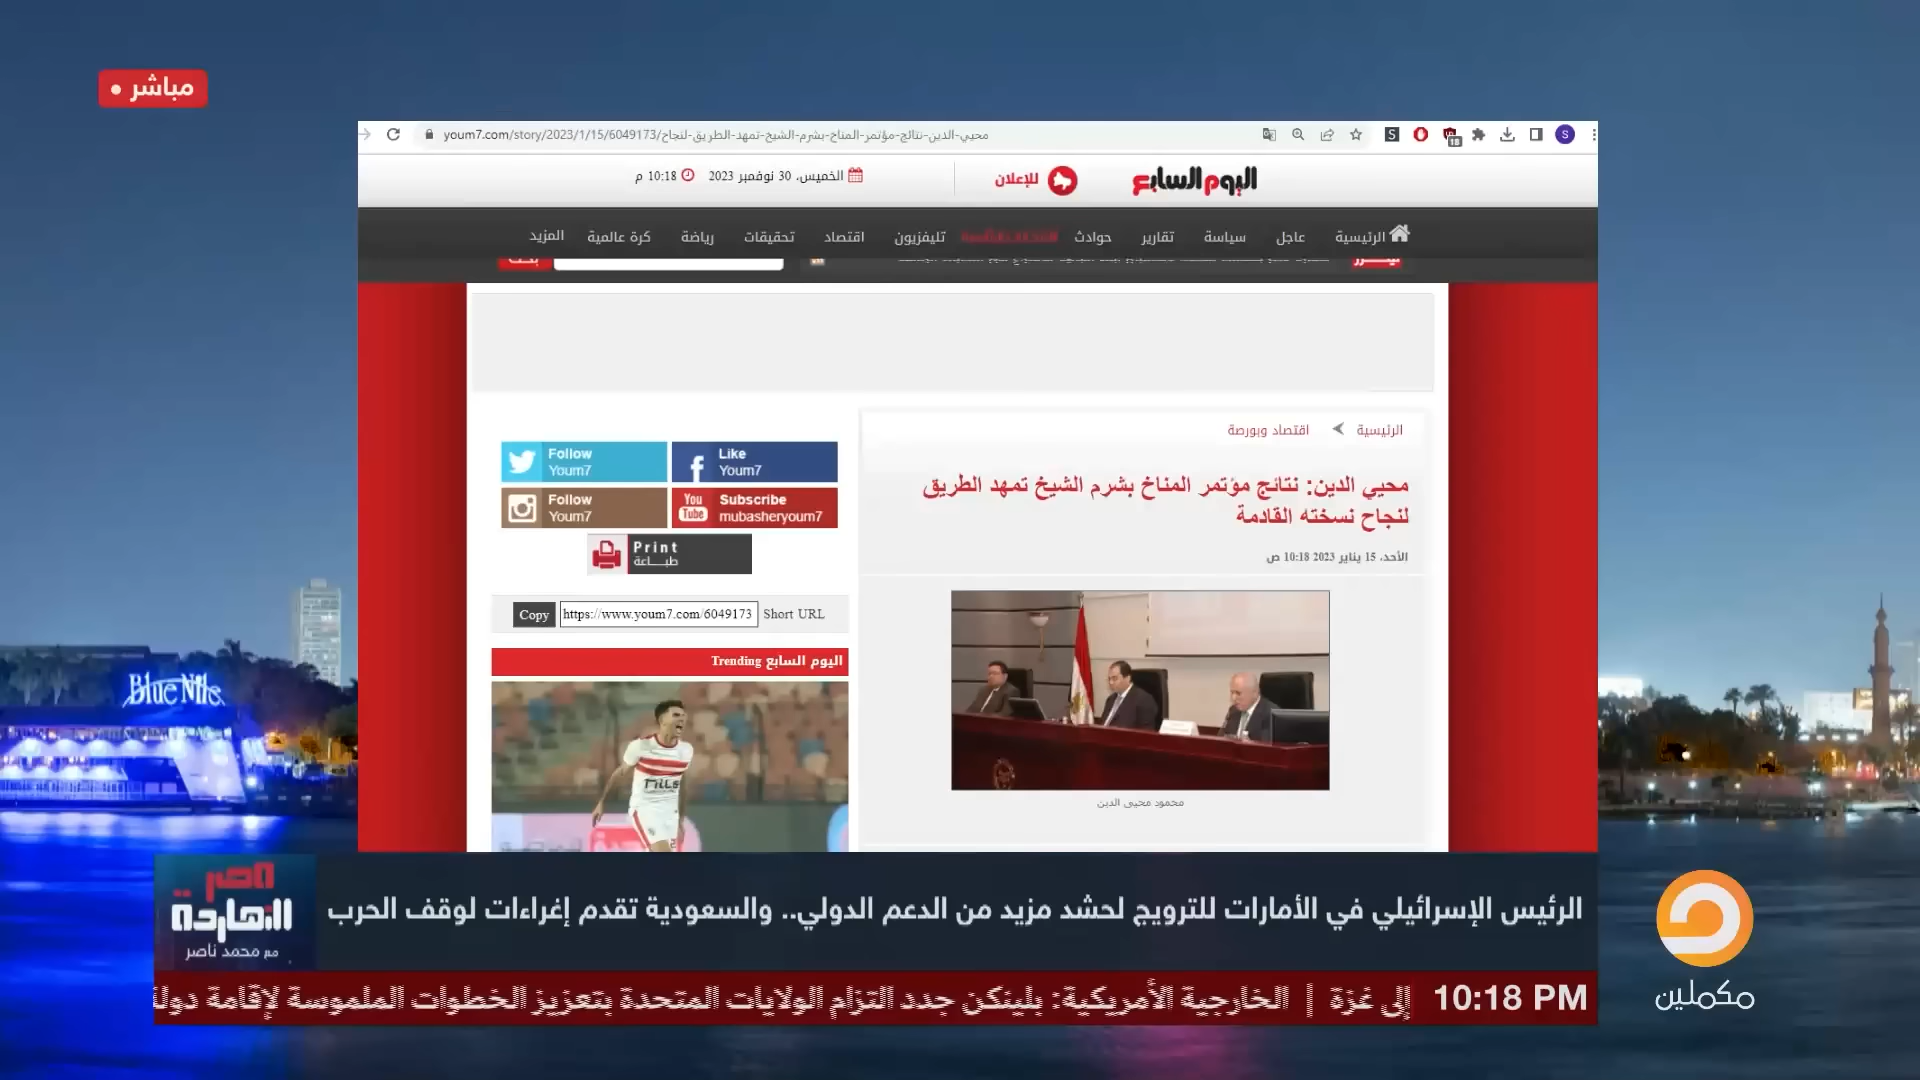 مباشر
youm7.com/story/2023/1/15/6049173/محيي-الدين-نتائج-مؤتمر-المناخ-بشرم-الشيخ-تمهد-الطريق-لنجاح
S
18
S
اليوم السابع
للإعلان
الخميس، 30 نوفمبر 2023
10:18 م
الرئيسية
عاجل
سياسة
تقارير
حوادث
تليفزيون
اقتصاد
تحقيقات
رياضة
كرة عالمية
المزيد
الرئيسية
اقتصاد وبورصة
محيي الدين: نتائج مؤتمر المناخ بشرم الشيخ تمهد الطريق
لنجاح نسخته القادمة
الأحد، 15 يناير 2023 10:18 ص
محمود محيى الدين
Follow
Youm7
Like
Youm7
Follow
Youm7
You
Tube
Subscribe
mubasheryoum7
Print
طباعة
Copy
https://www.youm7.com/6049173
Short URL
اليوم السابع Trending
Blue Nile
مصر
النهاردة
مع محمد ناصر
الرئيس الإسرائيلي في الأمارات للترويج لحشد مزيد من الدعم الدولي.. والسعودية تقدم إغراءات لوقف الحرب
10:18 PM
إلى غزة | الخارجية الأمريكية: بلينكن جدد التزام الولايات المتحدة بتعزيز الخطوات الملموسة لإقامة
مكملين